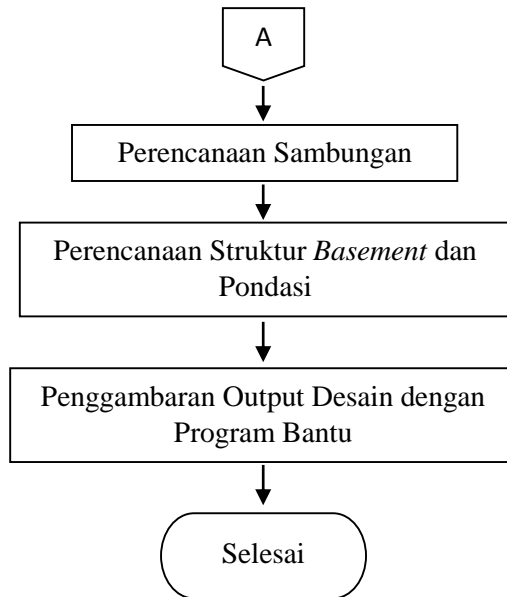 A
Perencanaan Sambungan
Perencanaan Struktur Basement dan
Pondasi
Penggambaran Output Desain dengan
Program Bantu
Selesai